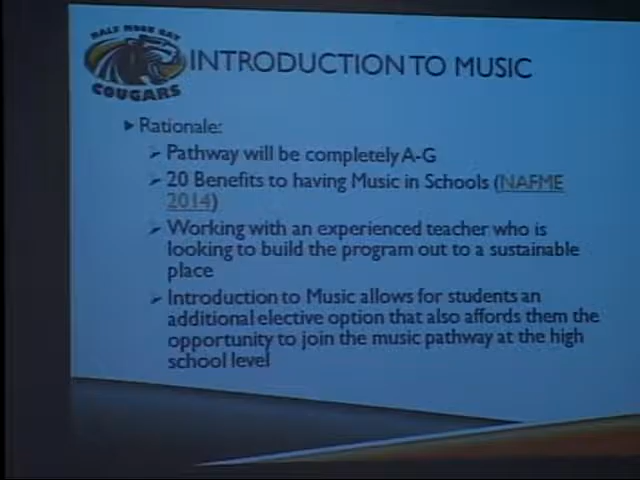 HALF MOON BAY
COUGARS
INTRODUCTION TO MUSIC
Rationale:
Pathway will be completely A-G
20 Benefits to having Music in Schools (NAFME
2014)
Working with an experienced teacher who is
looking to build the program out to a sustainable
place
Introduction to Music allows for students an
additional elective option that also affords them the
opportunity to join the music pathway at the high
school level